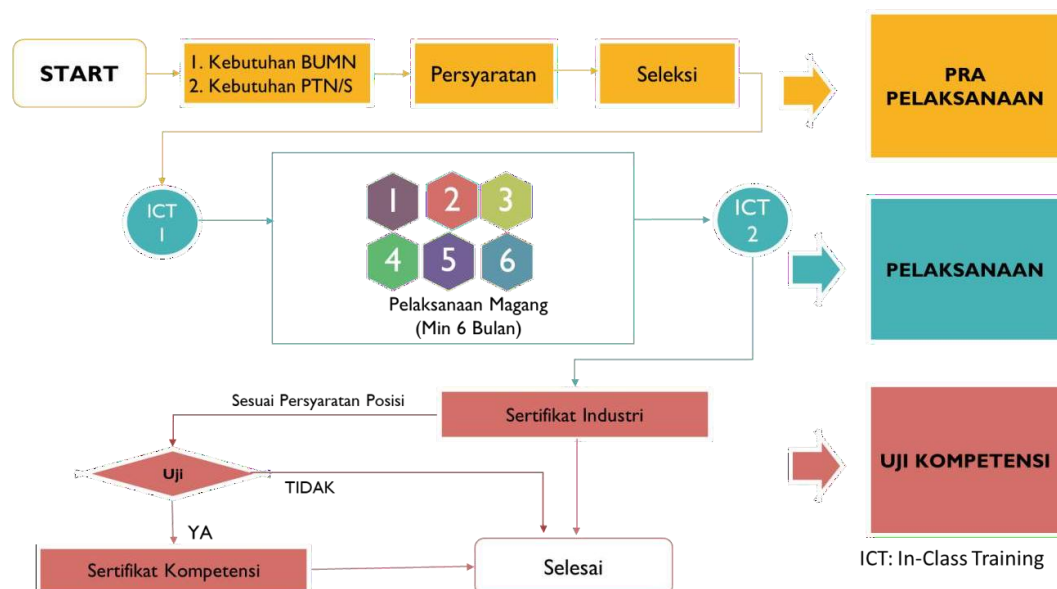 START
1. Kebutuhan BUMN
2. Kebutuhan PTN/S
Persyaratan
Seleksi
PRA
PELAKSANAAN
ICT
1
1
2
3
4
5
6
Pelaksanaan Magang
(Min 6 Bulan)
ICT
2
PELAKSANAAN
Sesuai Persyaratan Posisi
Sertifikat Industri
Uji
TIDAK
YA
UJI KOMPETENSI
Sertifikat Kompetensi
Selesai
ICT: In-Class Training